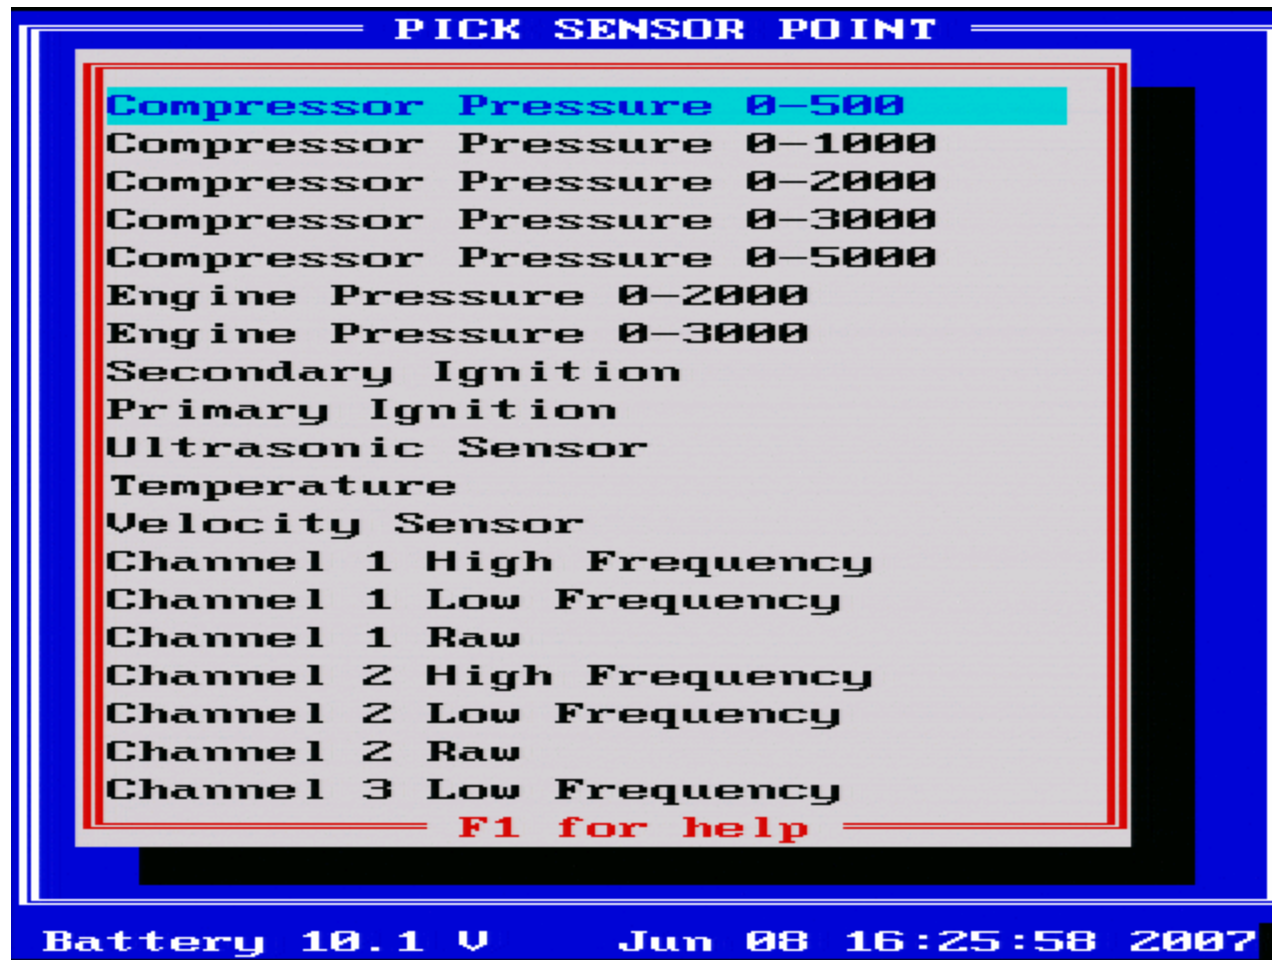 PICK SENSOR POINT
Compressor Pressure 0-500
Compressor Pressure 0-1000
Compressor Pressure 0-2000
Compressor Pressure 0-3000
Compressor Pressure 0-5000
Engine Pressure 0-2000
Engine Pressure 0-3000
Secondary Ignition
Primary Ignition
Ultrasonic Sensor
Temperature
Velocity Sensor
Channel 1 High Frequency
Channel 1 Low Frequency
Channel 1 Raw
Channel 2 High Frequency
Channel 2 Low Frequency
Channel 2 Raw
Channel 3 Low Frequency
F1 for help
Battery 10.1 V Jun 08 16:25:58 2007